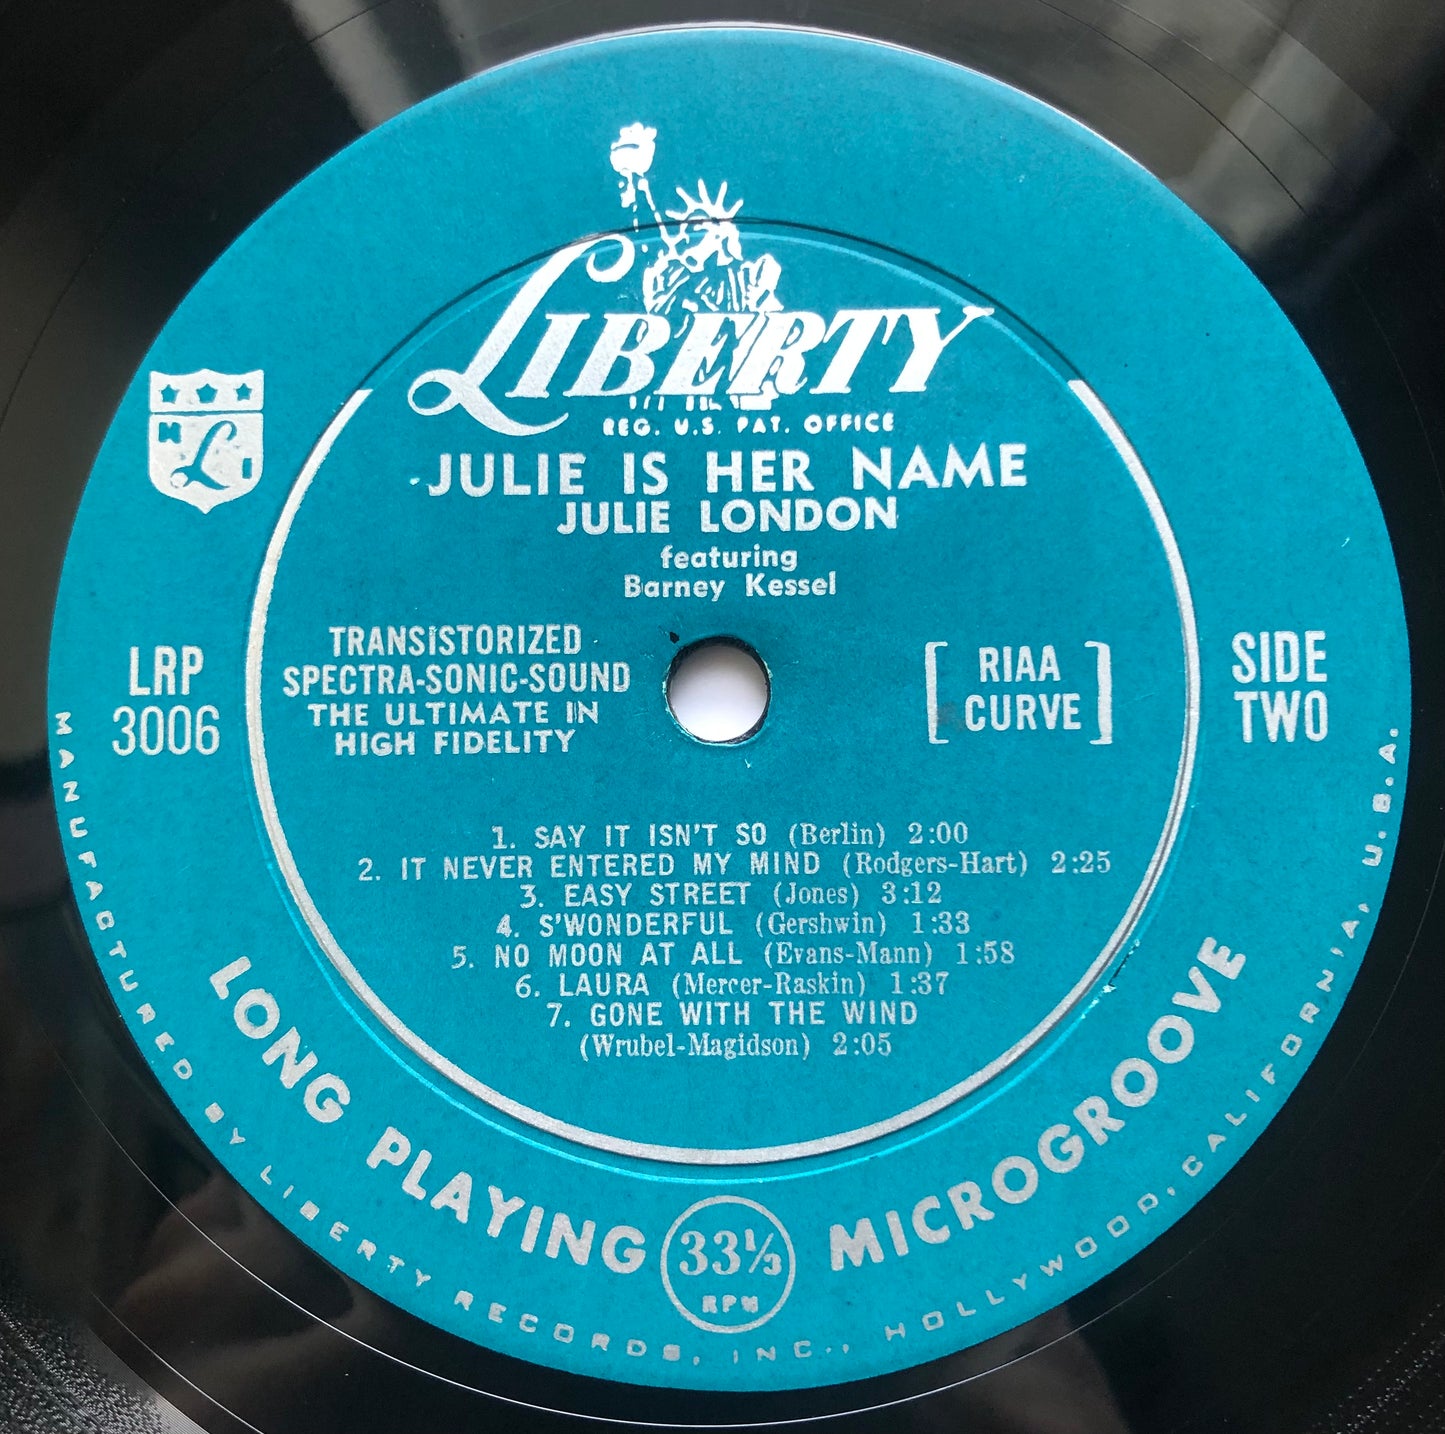 LIBERTY
REG. U.S. PAT. OFFICE
H L I
JULIE IS HER NAME
JULIE LONDON
featuring
Barney Kessel
LRP
3006
TRANSISTORIZED
SPECTRA-SONIC-SOUND
THE ULTIMATE IN
HIGH FIDELITY
[RIAA
CURVE]
SIDE
TWO
1. SAY IT ISN'T SO (Berlin) 2:00
2. IT NEVER ENTERED MY MIND (Rodgers-Hart) 2:25
3. EASY STREET (Jones) 3:12
4. S'WONDERFUL (Gershwin) 1:33
5. NO MOON AT ALL (Evans-Mann) 1:58
6. LAURA (Mercer-Raskin) 1:37
7. GONE WITH THE WIND
(Wrubel-Magidson) 2:05
LONG PLAYING 33⅓ RPM MICROGROOVE
MANUFACTURED BY LIBERTY RECORDS, INC., HOLLYWOOD, CALIFORNIA, U.S.A.